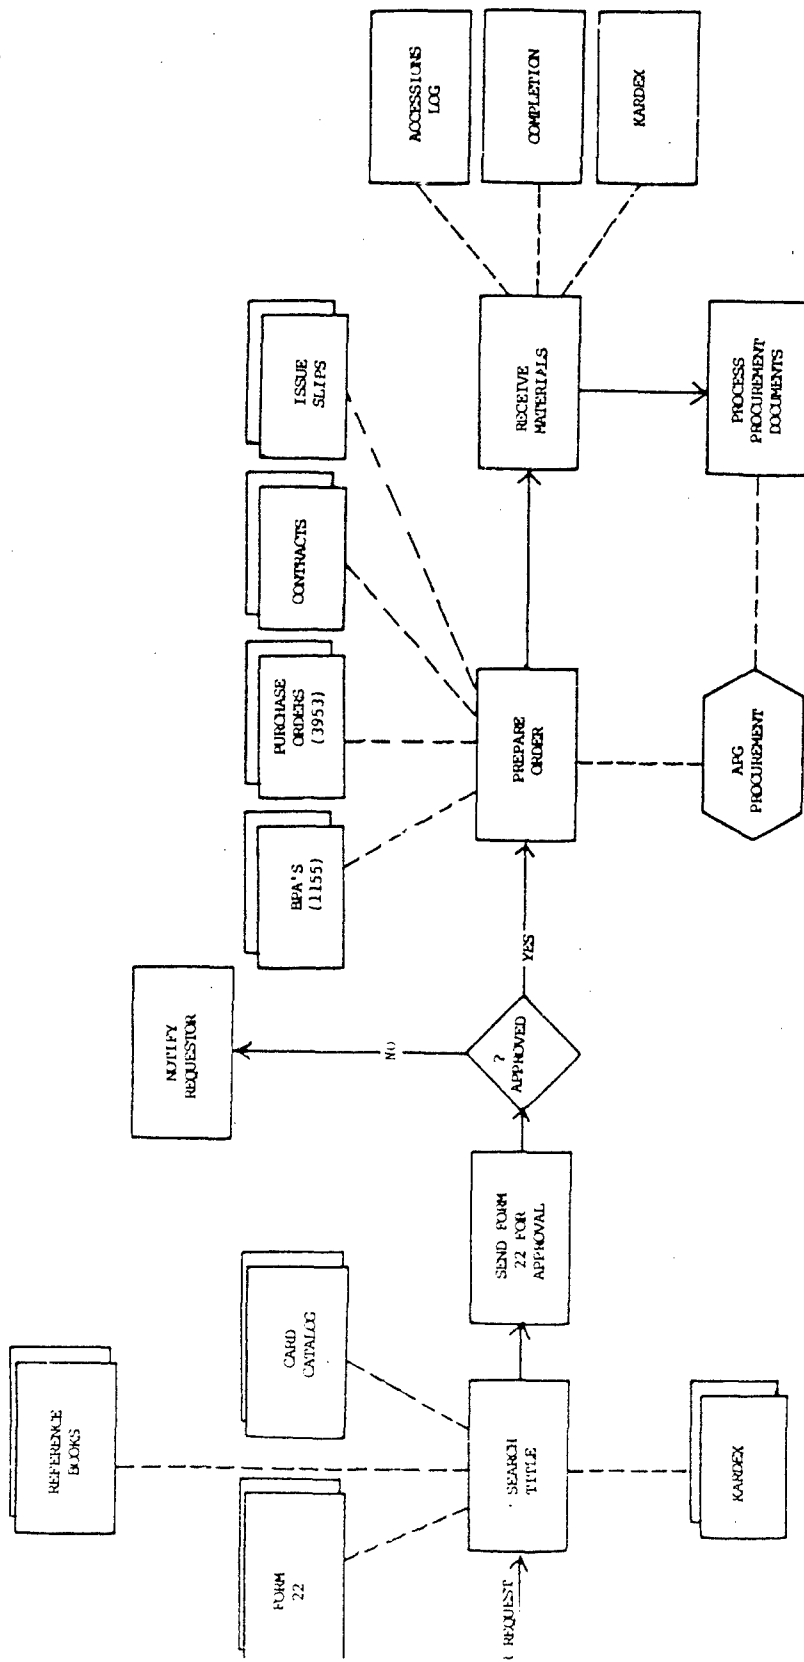 REFERENCE
BOOKS
FORM
22
CARD
CATALOG
REQUEST
SEARCH
TITLE
KARDEX
SEND FORM
22 FOR
APPROVAL
?
APPROVED
NO
NOTIFY
REQUESTOR
YES
BPA'S
(1155)
PURCHASE
ORDERS
(3953)
CONTRACTS
ISSUE
SLIPS
PREPARE
ORDER
APG
PROCUREMENT
RECEIVE
MATERIALS
PROCESS
PROCUREMENT
DOCUMENTS
ACCESSIONS
LOG
COMPLETION
KARDEX